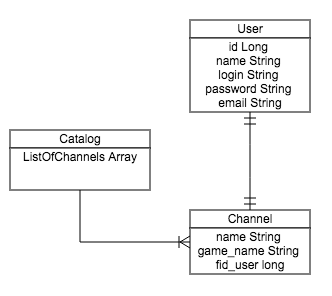 User
id Long
name String
login String
password String
email String
Catalog
ListOfChannels Array
Channel
name String
game_name String
fid_user long